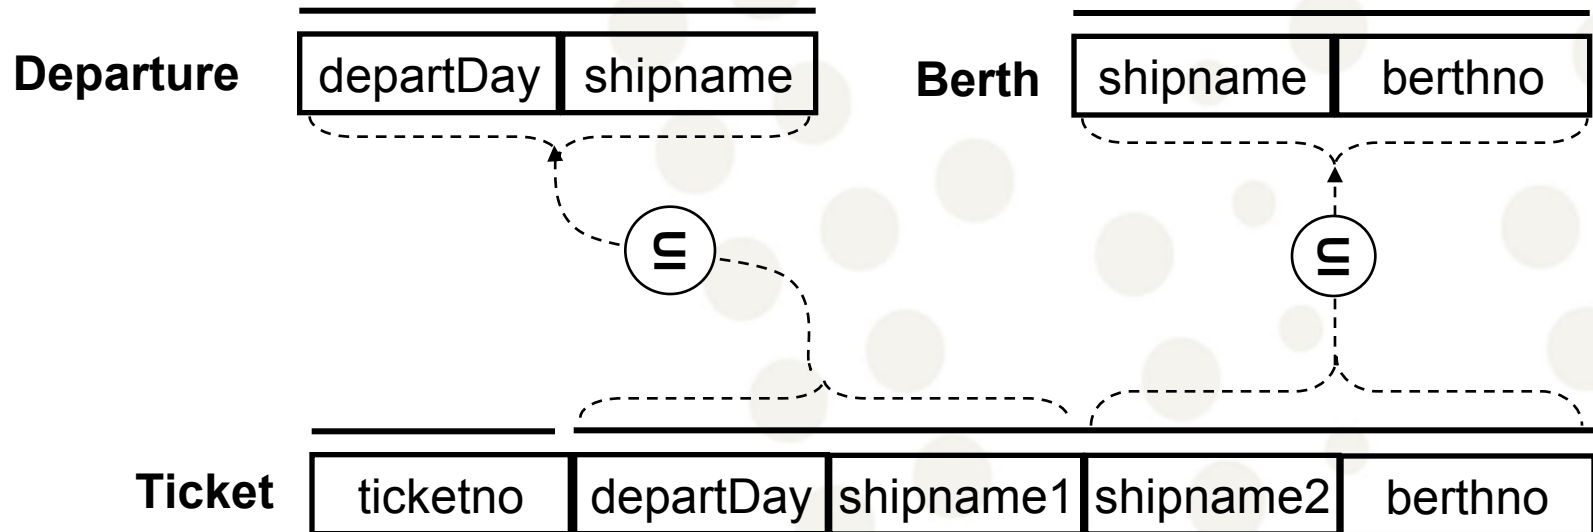 Departure departDay shipname Berth shipname berthno
⊆ ⊆
Ticket ticketno departDay shipname1 shipname2 berthno